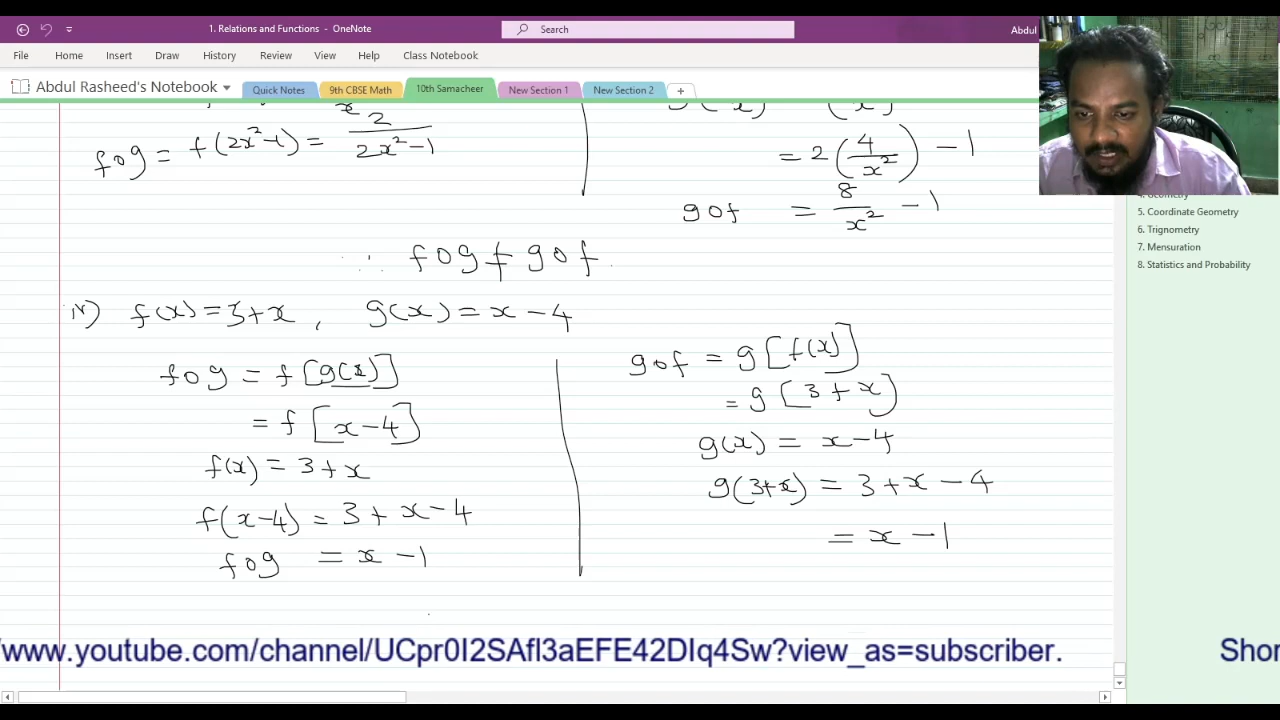 1. Relations and Functions - OneNote
Search
Abdul
File Home Insert Draw History Review View Help Class Notebook
Abdul Rasheed's Notebook
Quick Notes 9th CBSE Math 10th Samacheer New Section 1 New Section 2 +
fog = f(2x²-1) = 2/(2x²-1)
= 2(4/x²) - 1
gof = 8/x² - 1
∴ fog ≠ gof
iv) f(x) = 3+x, g(x) = x-4
fog = f[g(x)]
= f[x-4]
f(x) = 3+x
f(x-4) = 3+x-4
fog = x-1
gof = g[f(x)]
= g[3+x]
g(x) = x-4
g(3+x) = 3+x-4
= x-1
5. Coordinate Geometry
6. Trignometry
7. Mensuration
8. Statistics and Probability
/www.youtube.com/channel/UCpr0I2SAfI3aEFE42DIq4Sw?view_as=subscriber. Shor